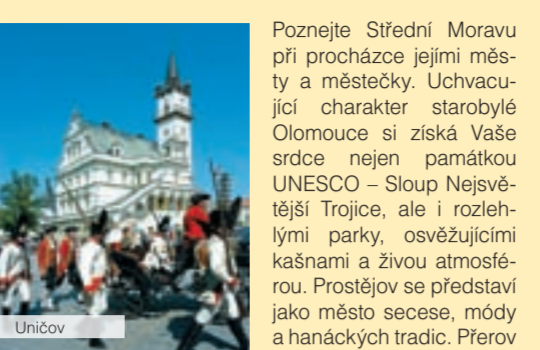 Poznejte Střední Moravu
při procházce jejími měs-
ty a městečky. Uchvacu-
jící charakter starobylé
Olomouce si získá Vaše
srdce nejen památkou
UNESCO – Sloup Nejsvě-
tější Trojice, ale i rozleh-
lými parky, osvěžujícími
kašnami a živou atmosfé-
rou. Prostějov se představí
jako město secese, módy
a hanáckých tradic. Přerov
Uničov